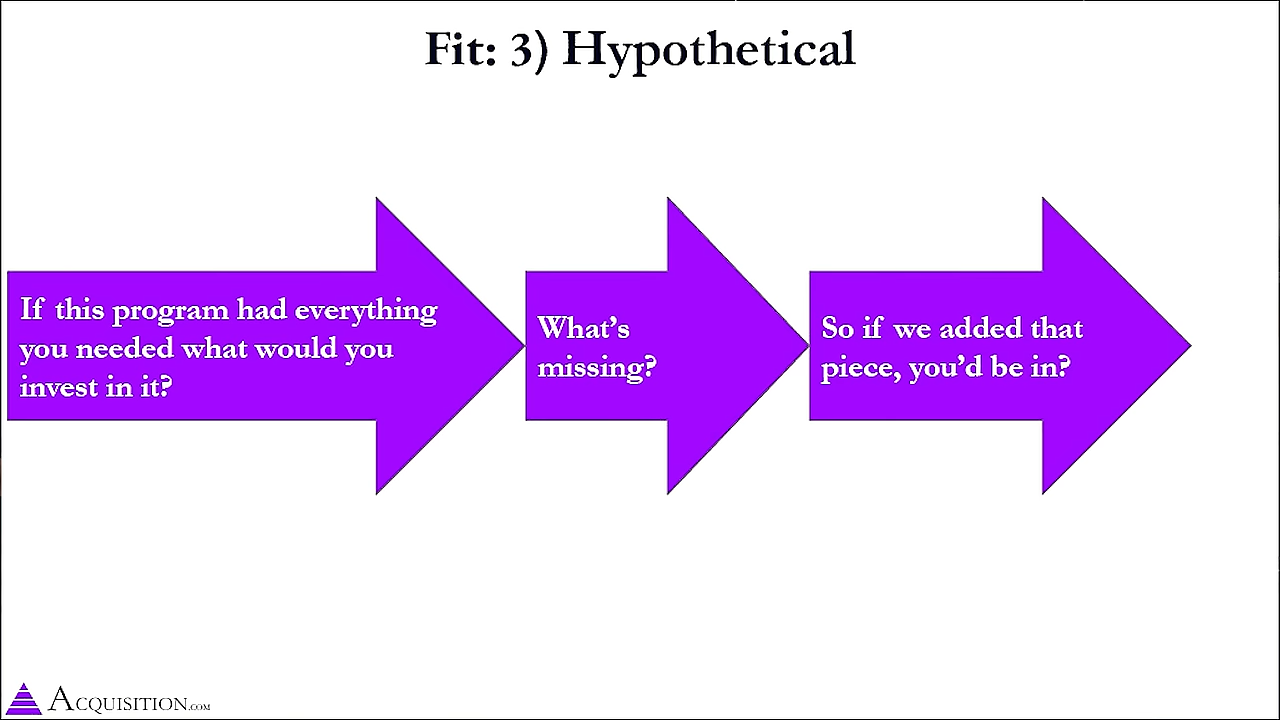 Fit: 3) Hypothetical
If this program had everything
you needed what would you
invest in it?
What's
missing?
So if we added that
piece, you'd be in?
ACQUISITION.COM